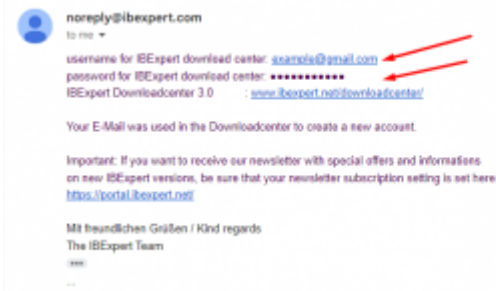 noreply@ibexpert.com
to me
username for IBExpert download center: example@gmail.com
password for IBExpert download center: •••••••••••
IBExpert Downloadcenter 3.0 : www.ibexpert.net/downloadcenter/
Your E-Mail was used in the Downloadcenter to create a new account.
Important: If you want to receive our newsletter with special offers and informations
on new IBExpert versions, be sure that your newsletter subscription setting is set here
https://portal.ibexpert.net/
Mit freundlichen Grüßen / Kind regards
The IBExpert Team